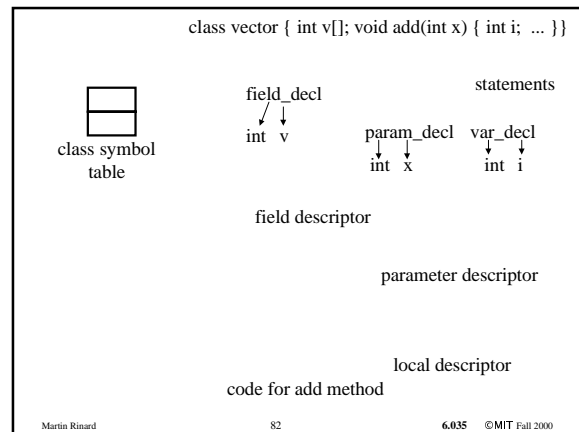 class vector { int v[]; void add(int x) { int i;  ... }}
statements
field_decl
int v
param_decl var_decl
int x int i
class symbol
table
field descriptor
parameter descriptor
local descriptor
code for add method
Martin Rinard 82 6.035 ©MIT Fall 2000